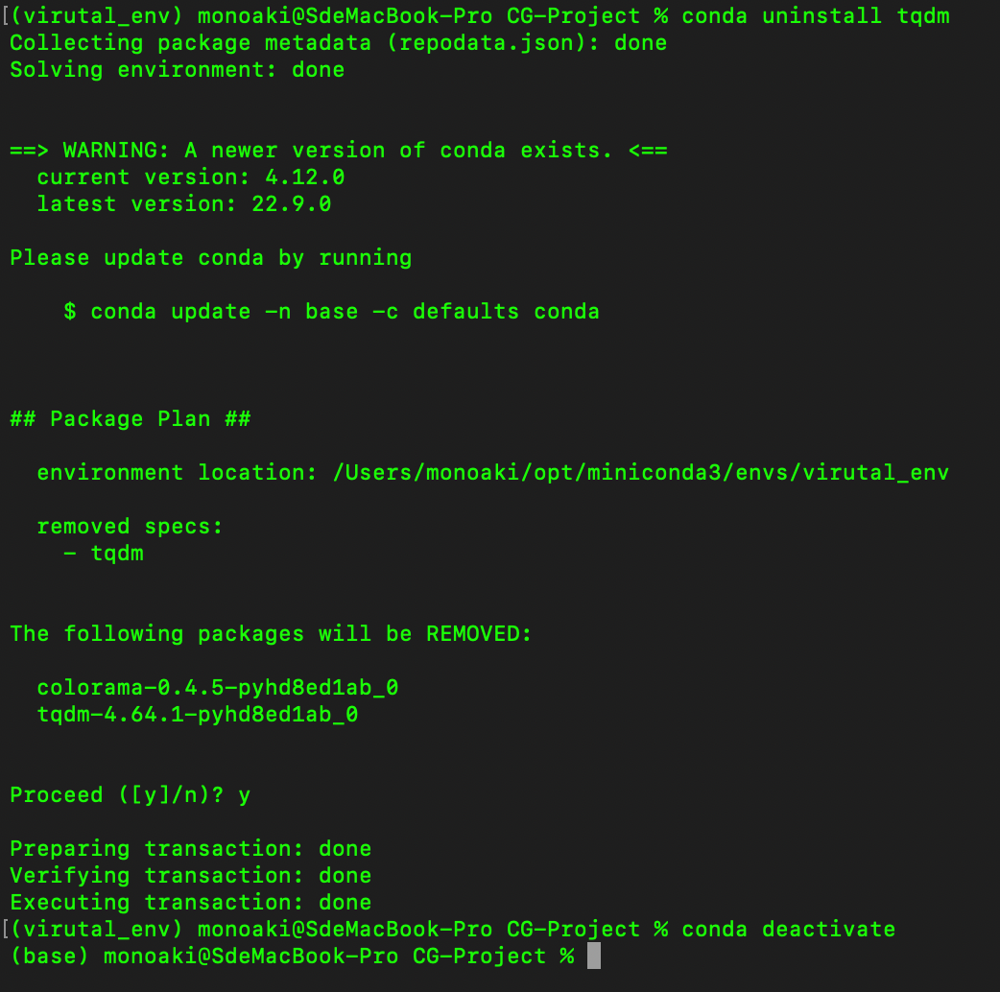 [(virutal_env) monoaki@SdeMacBook-Pro CG-Project % conda uninstall tqdm
Collecting package metadata (repodata.json): done
Solving environment: done
==> WARNING: A newer version of conda exists. <==
current version: 4.12.0
latest version: 22.9.0
Please update conda by running
$ conda update -n base -c defaults conda
## Package Plan ##
environment location: /Users/monoaki/opt/miniconda3/envs/virutal_env
removed specs:
- tqdm
The following packages will be REMOVED:
colorama-0.4.5-pyhd8ed1ab_0
tqdm-4.64.1-pyhd8ed1ab_0
Proceed ([y]/n)? y
Preparing transaction: done
Verifying transaction: done
Executing transaction: done
[(virutal_env) monoaki@SdeMacBook-Pro CG-Project % conda deactivate
(base) monoaki@SdeMacBook-Pro CG-Project %